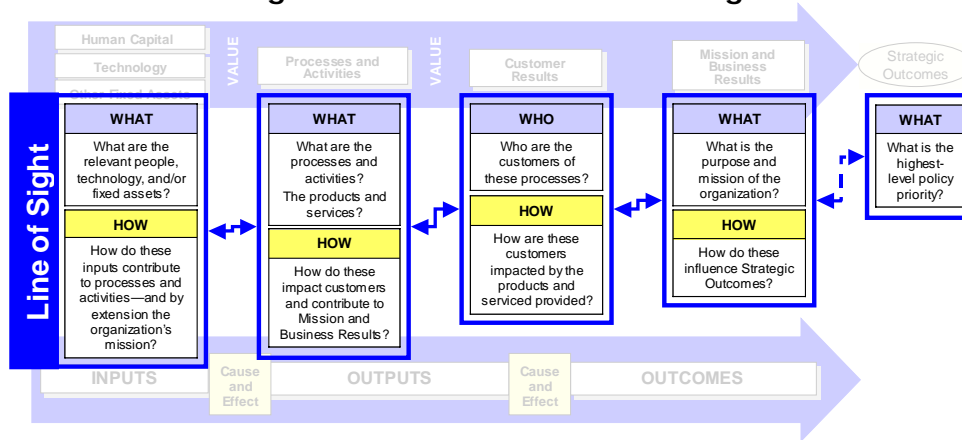 Human Capital
Technology
Other Fixed Assets
VALUE
Processes and
Activities
VALUE
Customer
Results
Mission and
Business
Results
Strategic
Outcomes
Line of Sight
WHAT
What are the
relevant people,
technology, and/or
fixed assets?
HOW
How do these
inputs contribute
to processes and
activities—and by
extension the
organization's
mission?
WHAT
What are the
processes and
activities?
The products and
services?
HOW
How do these
impact customers
and contribute to
Mission and
Business Results?
WHO
Who are the
customers of
these processes?
HOW
How are these
customers
impacted by the
products and
serviced provided?
WHAT
What is the
purpose and
mission of the
organization?
HOW
How do these
influence Strategic
Outcomes?
WHAT
What is the
highest-
level policy
priority?
INPUTS
Cause
and
Effect
OUTPUTS
Cause
and
Effect
OUTCOMES